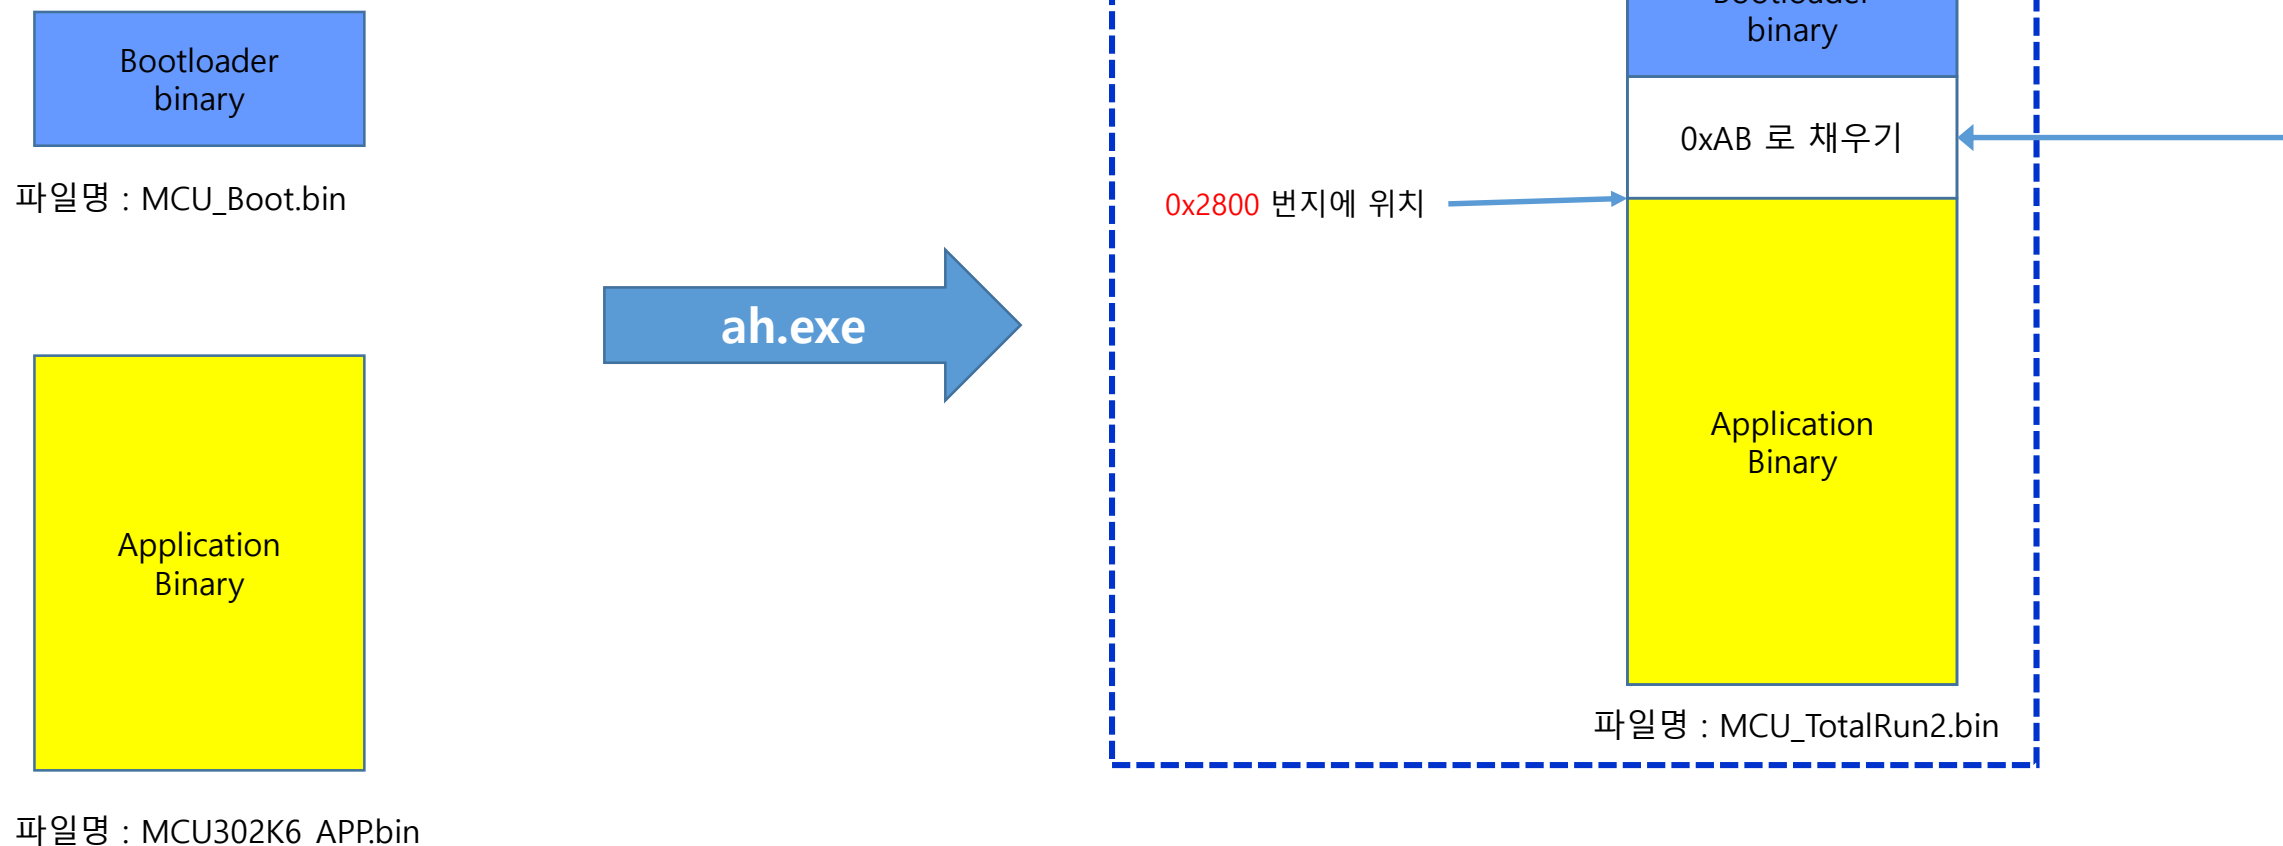 Bootloader
binary
파일명 : MCU_Boot.bin
Application
Binary
파일명 : MCU302K6 APP.bin
ah.exe
binary
0xAB 로 채우기
0x2800 번지에 위치
Application
Binary
파일명 : MCU_TotalRun2.bin